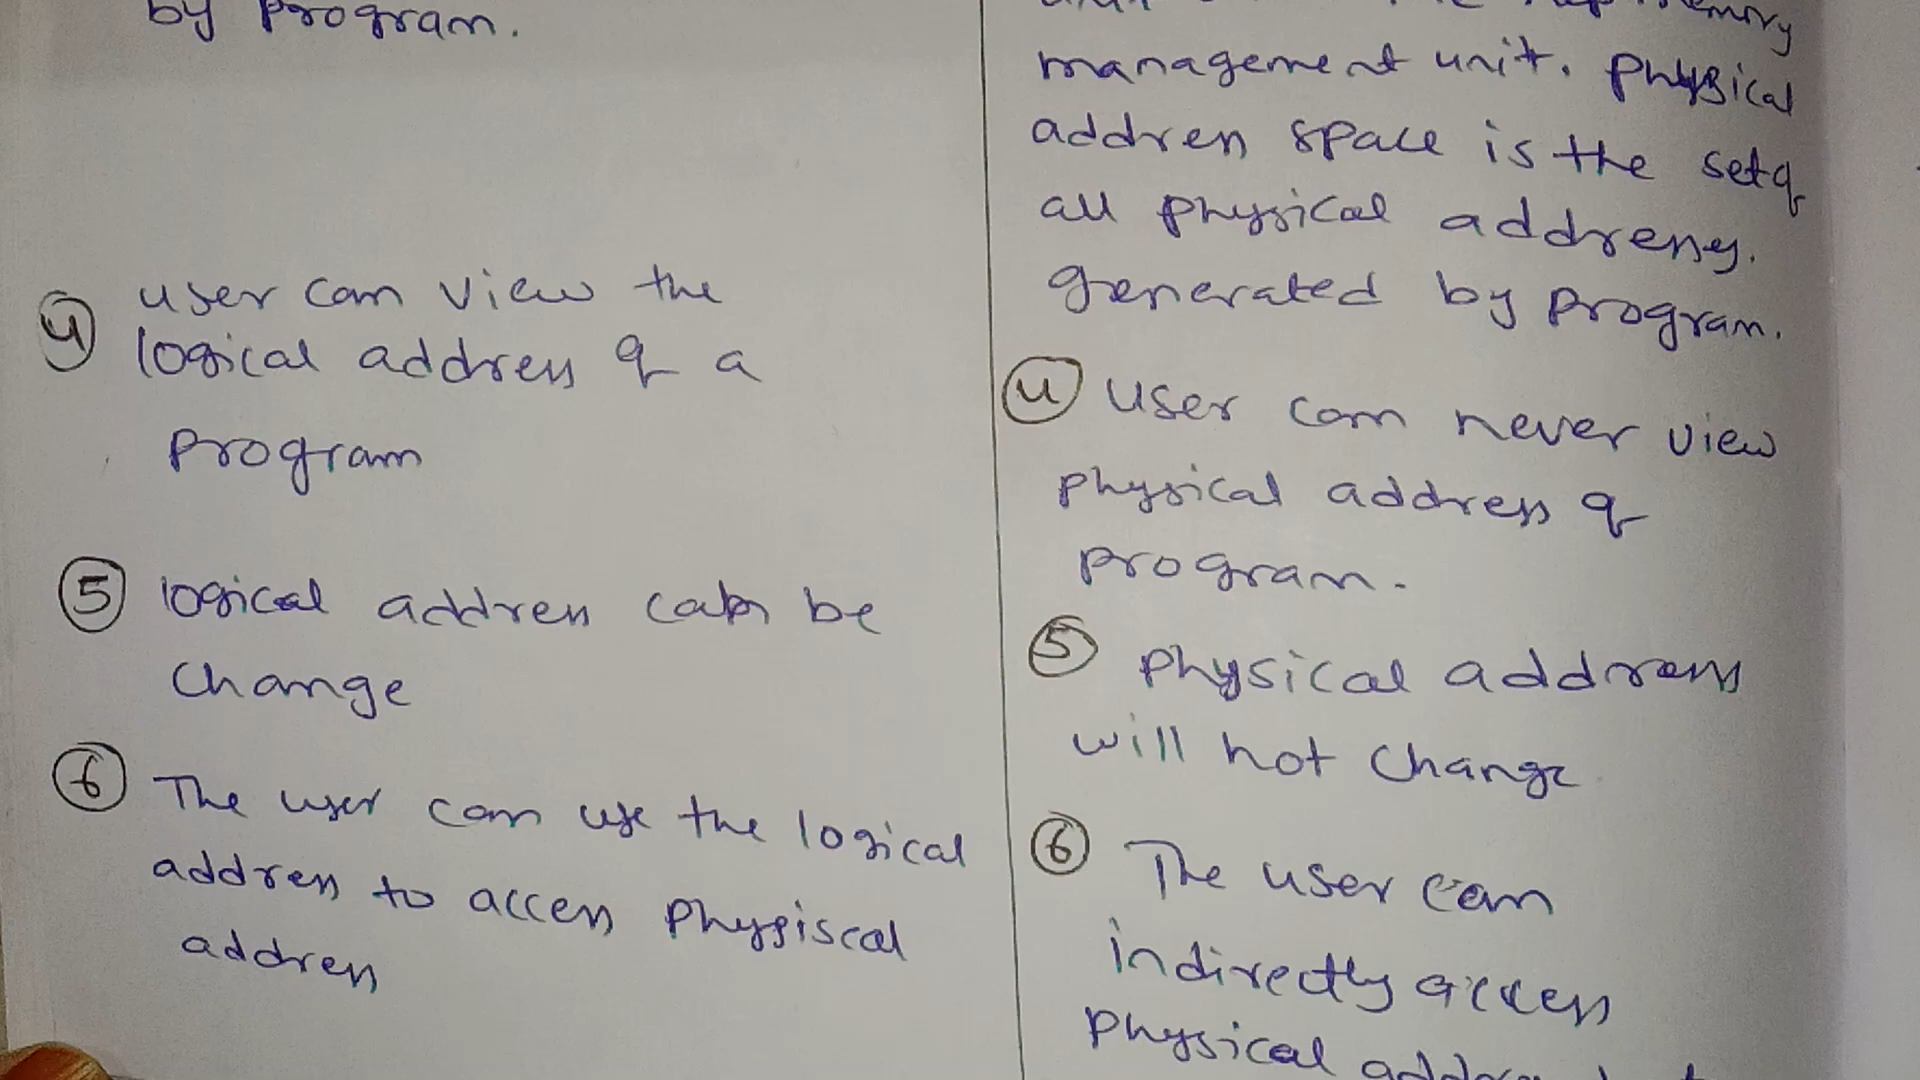 by program.
user can view the
④ logical address of a
program
⑤ logical address can be
change
⑥ The user can use the logical
address to access physiscal
address
memory
management unit. physical
address space is the set of
all physical addresses.
generated by program.
④ user can never view
physical address of
program.
⑤ physical address
will not change
⑥ The user can
indirectly access
physical